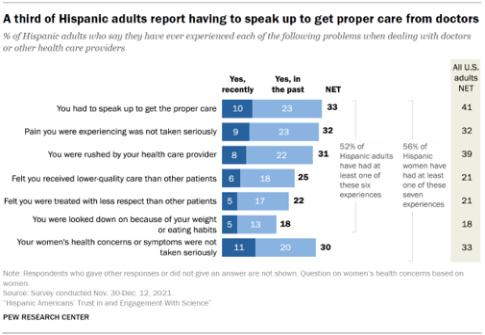 A third of Hispanic adults report having to speak up to get proper care from doctors
% of Hispanic adults who say they have ever experienced each of the following problems when dealing with doctors
or other health care providers
Yes, recently
Yes, in the past
NET
All U.S. adults NET
You had to speak up to get the proper care 10 23 33 41
Pain you were experiencing was not taken seriously 9 23 32 32
You were rushed by your health care provider 8 22 31 39
Felt you received lower-quality care than other patients 6 18 25 21
Felt you were treated with less respect than other patients 5 17 22 21
You were looked down on because of your weight
or eating habits 5 13 18 18
Your women's health concerns or symptoms were not
taken seriously 11 20 30 33
52% of
Hispanic adults
have had at
least one of
these six
experiences
56% of
Hispanic
women have
had at least
one of these
seven
experiences
Note: Respondents who gave other responses or did not give an answer are not shown. Question on women's health concerns based on
women.
Source: Survey conducted Nov. 30-Dec. 12, 2021.
"Hispanic Americans' Trust in and Engagement With Science"
PEW RESEARCH CENTER